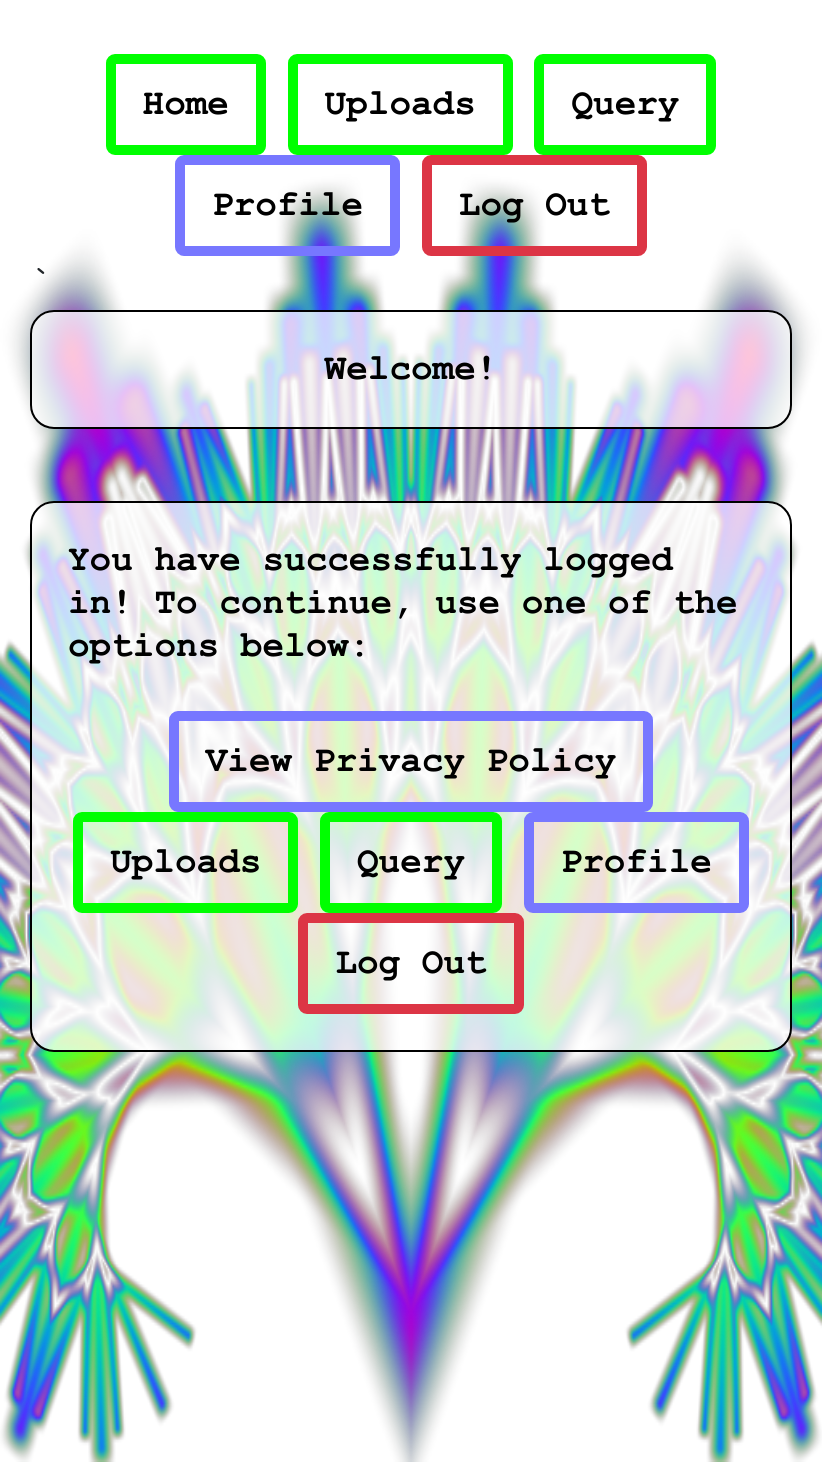 Home Uploads Query
Profile Log Out
`
Welcome!
You have successfully logged
in! To continue, use one of the
options below:
View Privacy Policy
Uploads Query Profile
Log Out